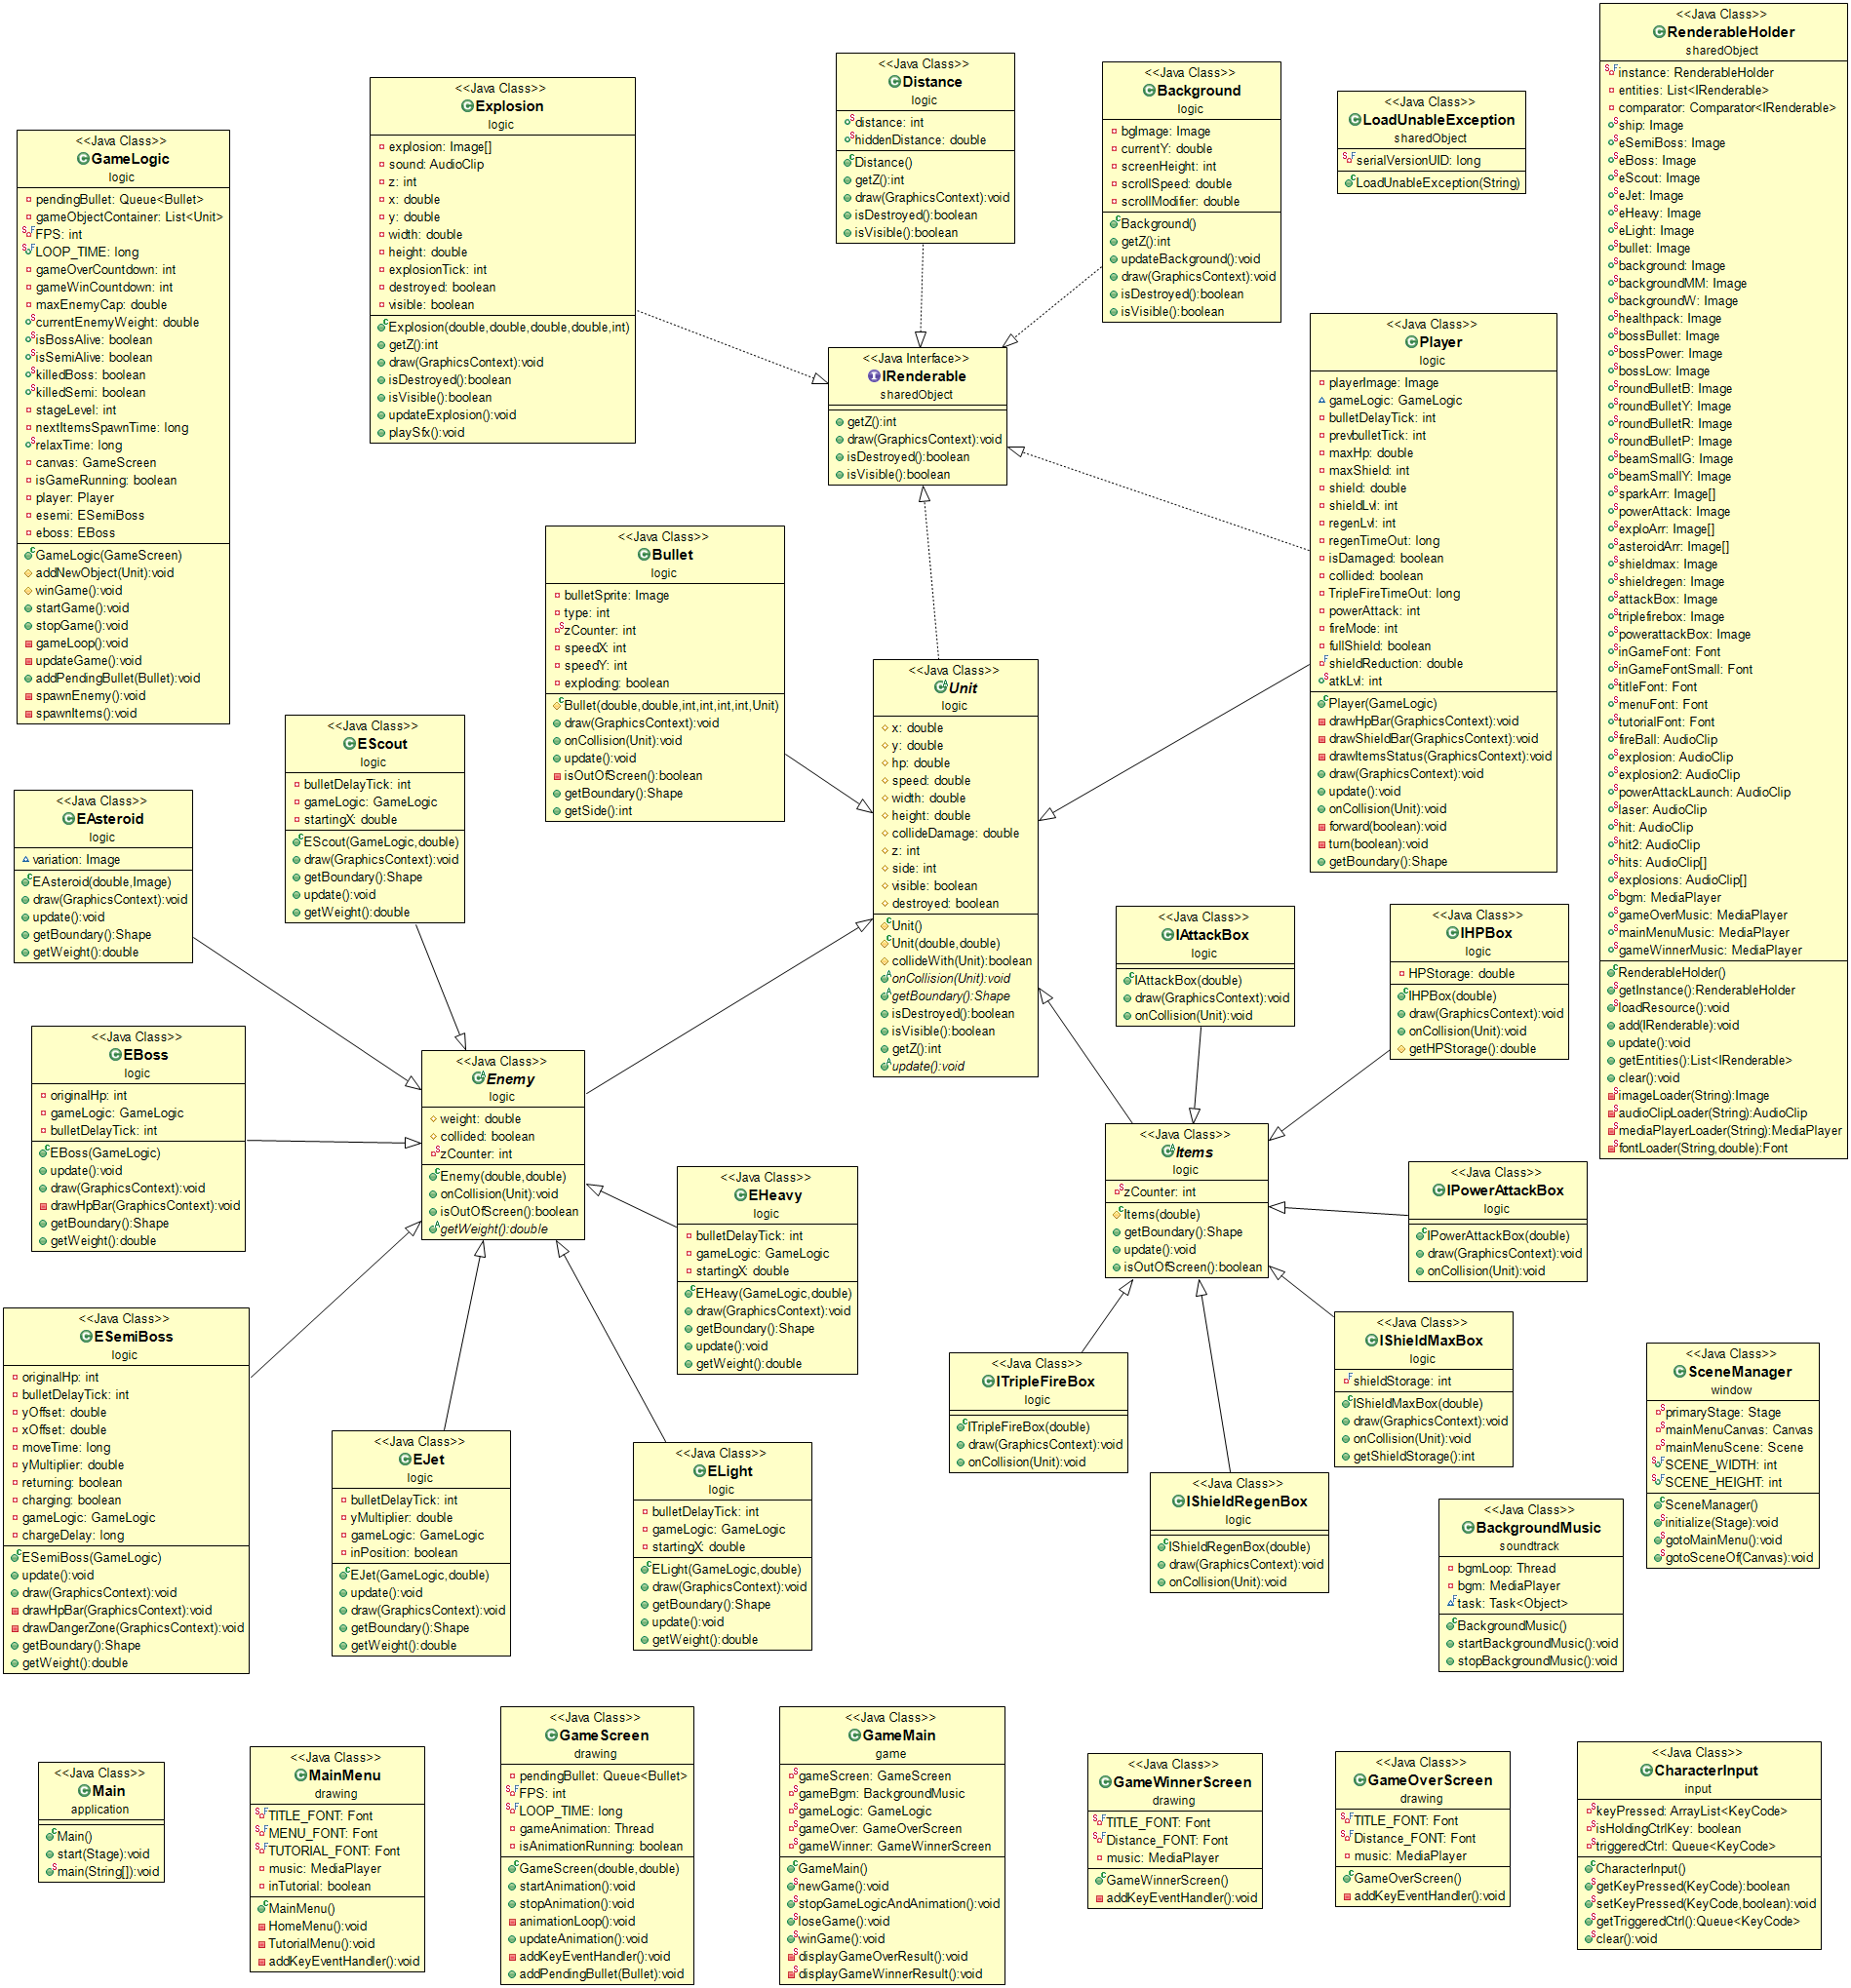 <<Java Class>>
GameLogic
logic
pendingBullet: Queue<Bullet>
gameObjectContainer: List<Unit>
FPS: int
LOOP_TIME: long
gameOverCountdown: int
gameWinCountdown: int
maxEnemyCap: double
currentEnemyWeight: double
isBossAlive: boolean
isSemiAlive: boolean
killedBoss: boolean
killedSemi: boolean
stageLevel: int
nextItemsSpawnTime: long
relaxTime: long
canvas: GameScreen
isGameRunning: boolean
player: Player
esemi: ESemiBoss
eboss: EBoss
GameLogic(GameScreen)
addNewObject(Unit):void
winGame():void
startGame():void
stopGame():void
gameLoop():void
updateGame():void
addPendingBullet(Bullet):void
spawnEnemy():void
spawnItems():void
<<Java Class>>
Explosion
logic
explosion: Image[]
sound: AudioClip
z: int
x: double
y: double
width: double
height: double
explosionTick: int
destroyed: boolean
visible: boolean
Explosion(double,double,double,double,int)
getZ():int
draw(GraphicsContext):void
isDestroyed():boolean
isVisible():boolean
updateExplosion():void
playSfx():void
<<Java Class>>
Distance
logic
distance: int
hiddenDistance: double
Distance()
getZ():int
draw(GraphicsContext):void
isDestroyed():boolean
isVisible():boolean
<<Java Class>>
Background
logic
bgImage: Image
currentY: double
screenHeight: int
scrollSpeed: double
scrollModifier: double
Background()
getZ():int
updateBackground():void
draw(GraphicsContext):void
isDestroyed():boolean
isVisible():boolean
<<Java Class>>
LoadUnableException
sharedObject
serialVersionUID: long
LoadUnableException(String)
<<Java Class>>
RenderableHolder
sharedObject
instance: RenderableHolder
entities: List<IRenderable>
comparator: Comparator<IRenderable>
ship: Image
eSemiBoss: Image
eBoss: Image
eScout: Image
eJet: Image
eHeavy: Image
eLight: Image
bullet: Image
background: Image
backgroundMM: Image
backgroundW: Image
healthpack: Image
bossBullet: Image
bossPower: Image
bossLow: Image
roundBulletB: Image
roundBulletY: Image
roundBulletR: Image
roundBulletP: Image
beamSmallG: Image
beamSmallY: Image
sparkArr: Image[]
powerAttack: Image
exploArr: Image[]
asteroidArr: Image[]
shieldmax: Image
shieldregen: Image
attackBox: Image
triplefirebox: Image
powerattackBox: Image
inGameFont: Font
inGameFontSmall: Font
titleFont: Font
menuFont: Font
tutorialFont: Font
fireBall: AudioClip
explosion: AudioClip
explosion2: AudioClip
powerAttackLaunch: AudioClip
laser: AudioClip
hit: AudioClip
hit2: AudioClip
hits: AudioClip[]
explosions: AudioClip[]
bgm: MediaPlayer
gameOverMusic: MediaPlayer
mainMenuMusic: MediaPlayer
gameWinnerMusic: MediaPlayer
RenderableHolder()
getInstance():RenderableHolder
loadResource():void
add(IRenderable):void
update():void
getEntities():List<IRenderable>
clear():void
imageLoader(String):Image
audioClipLoader(String):AudioClip
mediaPlayerLoader(String):MediaPlayer
fontLoader(String,double):Font
<<Java Interface>>
IRenderable
sharedObject
getZ():int
draw(GraphicsContext):void
isDestroyed():boolean
isVisible():boolean
<<Java Class>>
Player
logic
playerImage: Image
gameLogic: GameLogic
bulletDelayTick: int
prevbulletTick: int
maxHp: double
maxShield: int
shield: double
shieldLvl: int
regenLvl: int
regenTimeOut: long
isDamaged: boolean
collided: boolean
TripleFireTimeOut: long
powerAttack: int
fireMode: int
fullShield: boolean
shieldReduction: double
atkLvl: int
Player(GameLogic)
drawHpBar(GraphicsContext):void
drawShieldBar(GraphicsContext):void
drawItemsStatus(GraphicsContext):void
draw(GraphicsContext):void
update():void
onCollision(Unit):void
forward(boolean):void
turn(boolean):void
getBoundary():Shape
<<Java Class>>
Bullet
logic
bulletSprite: Image
type: int
zCounter: int
speedX: int
speedY: int
exploding: boolean
Bullet(double,double,int,int,int,int,Unit)
draw(GraphicsContext):void
onCollision(Unit):void
update():void
isOutOfScreen():boolean
getBoundary():Shape
getSide():int
<<Java Class>>
Unit
logic
x: double
y: double
hp: double
speed: double
width: double
height: double
collideDamage: double
z: int
side: int
visible: boolean
destroyed: boolean
Unit()
Unit(double,double)
collideWith(Unit):boolean
onCollision(Unit):void
getBoundary():Shape
isDestroyed():boolean
isVisible():boolean
getZ():int
update():void
<<Java Class>>
EScout
logic
bulletDelayTick: int
gameLogic: GameLogic
startingX: double
EScout(GameLogic,double)
draw(GraphicsContext):void
getBoundary():Shape
update():void
getWeight():double
<<Java Class>>
EAsteroid
logic
variation: Image
EAsteroid(double,Image)
draw(GraphicsContext):void
update():void
getBoundary():Shape
getWeight():double
<<Java Class>>
IAttackBox
logic
IAttackBox(double)
draw(GraphicsContext):void
onCollision(Unit):void
<<Java Class>>
IHPBox
logic
HPStorage: double
IHPBox(double)
draw(GraphicsContext):void
onCollision(Unit):void
getHPStorage():double
<<Java Class>>
EBoss
logic
originalHp: int
gameLogic: GameLogic
bulletDelayTick: int
EBoss(GameLogic)
update():void
draw(GraphicsContext):void
drawHpBar(GraphicsContext):void
getBoundary():Shape
getWeight():double
<<Java Class>>
Enemy
logic
weight: double
collided: boolean
zCounter: int
Enemy(double,double)
onCollision(Unit):void
isOutOfScreen():boolean
getWeight():double
<<Java Class>>
Items
logic
zCounter: int
Items(double)
getBoundary():Shape
update():void
isOutOfScreen():boolean
<<Java Class>>
EHeavy
logic
bulletDelayTick: int
gameLogic: GameLogic
startingX: double
EHeavy(GameLogic,double)
draw(GraphicsContext):void
getBoundary():Shape
update():void
getWeight():double
<<Java Class>>
IPowerAttackBox
logic
IPowerAttackBox(double)
draw(GraphicsContext):void
onCollision(Unit):void
<<Java Class>>
ESemiBoss
logic
originalHp: int
bulletDelayTick: int
yOffset: double
xOffset: double
moveTime: long
yMultiplier: double
returning: boolean
charging: boolean
gameLogic: GameLogic
chargeDelay: long
ESemiBoss(GameLogic)
update():void
draw(GraphicsContext):void
drawHpBar(GraphicsContext):void
drawDangerZone(GraphicsContext):void
getBoundary():Shape
getWeight():double
<<Java Class>>
IShieldMaxBox
logic
shieldStorage: int
IShieldMaxBox(double)
draw(GraphicsContext):void
onCollision(Unit):void
getShieldStorage():int
<<Java Class>>
ITripleFireBox
logic
ITripleFireBox(double)
draw(GraphicsContext):void
onCollision(Unit):void
<<Java Class>>
SceneManager
window
primaryStage: Stage
mainMenuCanvas: Canvas
mainMenuScene: Scene
SCENE_WIDTH: int
SCENE_HEIGHT: int
SceneManager()
initialize(Stage):void
gotoMainMenu():void
gotoSceneOf(Canvas):void
<<Java Class>>
EJet
logic
bulletDelayTick: int
yMultiplier: double
gameLogic: GameLogic
inPosition: boolean
EJet(GameLogic,double)
update():void
draw(GraphicsContext):void
getBoundary():Shape
getWeight():double
<<Java Class>>
ELight
logic
bulletDelayTick: int
gameLogic: GameLogic
startingX: double
ELight(GameLogic,double)
draw(GraphicsContext):void
getBoundary():Shape
update():void
getWeight():double
<<Java Class>>
IShieldRegenBox
logic
IShieldRegenBox(double)
draw(GraphicsContext):void
onCollision(Unit):void
<<Java Class>>
BackgroundMusic
soundtrack
bgmLoop: Thread
bgm: MediaPlayer
task: Task<Object>
BackgroundMusic()
startBackgroundMusic():void
stopBackgroundMusic():void
<<Java Class>>
Main
application
Main()
start(Stage):void
main(String[]):void
<<Java Class>>
MainMenu
drawing
TITLE_FONT: Font
MENU_FONT: Font
TUTORIAL_FONT: Font
music: MediaPlayer
inTutorial: boolean
MainMenu()
HomeMenu():void
TutorialMenu():void
addKeyEventHandler():void
<<Java Class>>
GameScreen
drawing
pendingBullet: Queue<Bullet>
FPS: int
LOOP_TIME: long
gameAnimation: Thread
isAnimationRunning: boolean
GameScreen(double,double)
startAnimation():void
stopAnimation():void
animationLoop():void
updateAnimation():void
addKeyEventHandler():void
addPendingBullet(Bullet):void
<<Java Class>>
GameMain
game
gameScreen: GameScreen
gameBgm: BackgroundMusic
gameLogic: GameLogic
gameOver: GameOverScreen
gameWinner: GameWinnerScreen
GameMain()
newGame():void
stopGameLogicAndAnimation():void
loseGame():void
winGame():void
displayGameOverResult():void
displayGameWinnerResult():void
<<Java Class>>
GameWinnerScreen
drawing
TITLE_FONT: Font
Distance_FONT: Font
music: MediaPlayer
GameWinnerScreen()
addKeyEventHandler():void
<<Java Class>>
GameOverScreen
drawing
TITLE_FONT: Font
Distance_FONT: Font
music: MediaPlayer
GameOverScreen()
addKeyEventHandler():void
<<Java Class>>
CharacterInput
input
keyPressed: ArrayList<KeyCode>
isHoldingCtrlKey: boolean
triggeredCtrl: Queue<KeyCode>
CharacterInput()
getKeyPressed(KeyCode):boolean
setKeyPressed(KeyCode,boolean):void
getTriggeredCtrl():Queue<KeyCode>
clear():void